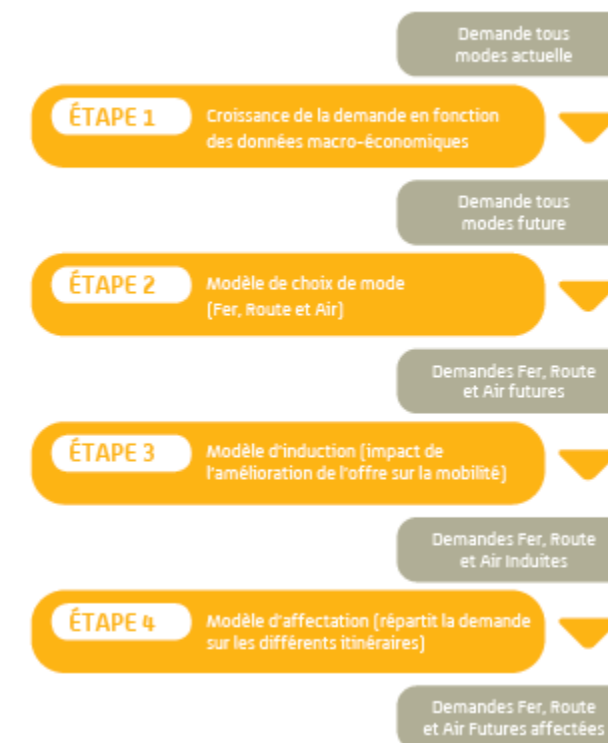 Demande tous
modes actuelle
ÉTAPE 1
Croissance de la demande en fonction
des données macro-économiques
Demande tous
modes future
ÉTAPE 2
Modèle de choix de mode
(Fer, Route et Air)
Demandes Fer, Route
et Air futures
ÉTAPE 3
Modèle d'induction (impact de
l'amélioration de l'offre sur la mobilité)
Demandes Fer, Route
et Air Induites
ÉTAPE 4
Modèle d'affectation (répartit la demande
sur les différents itinéraires)
Demandes Fer, Route
et Air Futures affectées